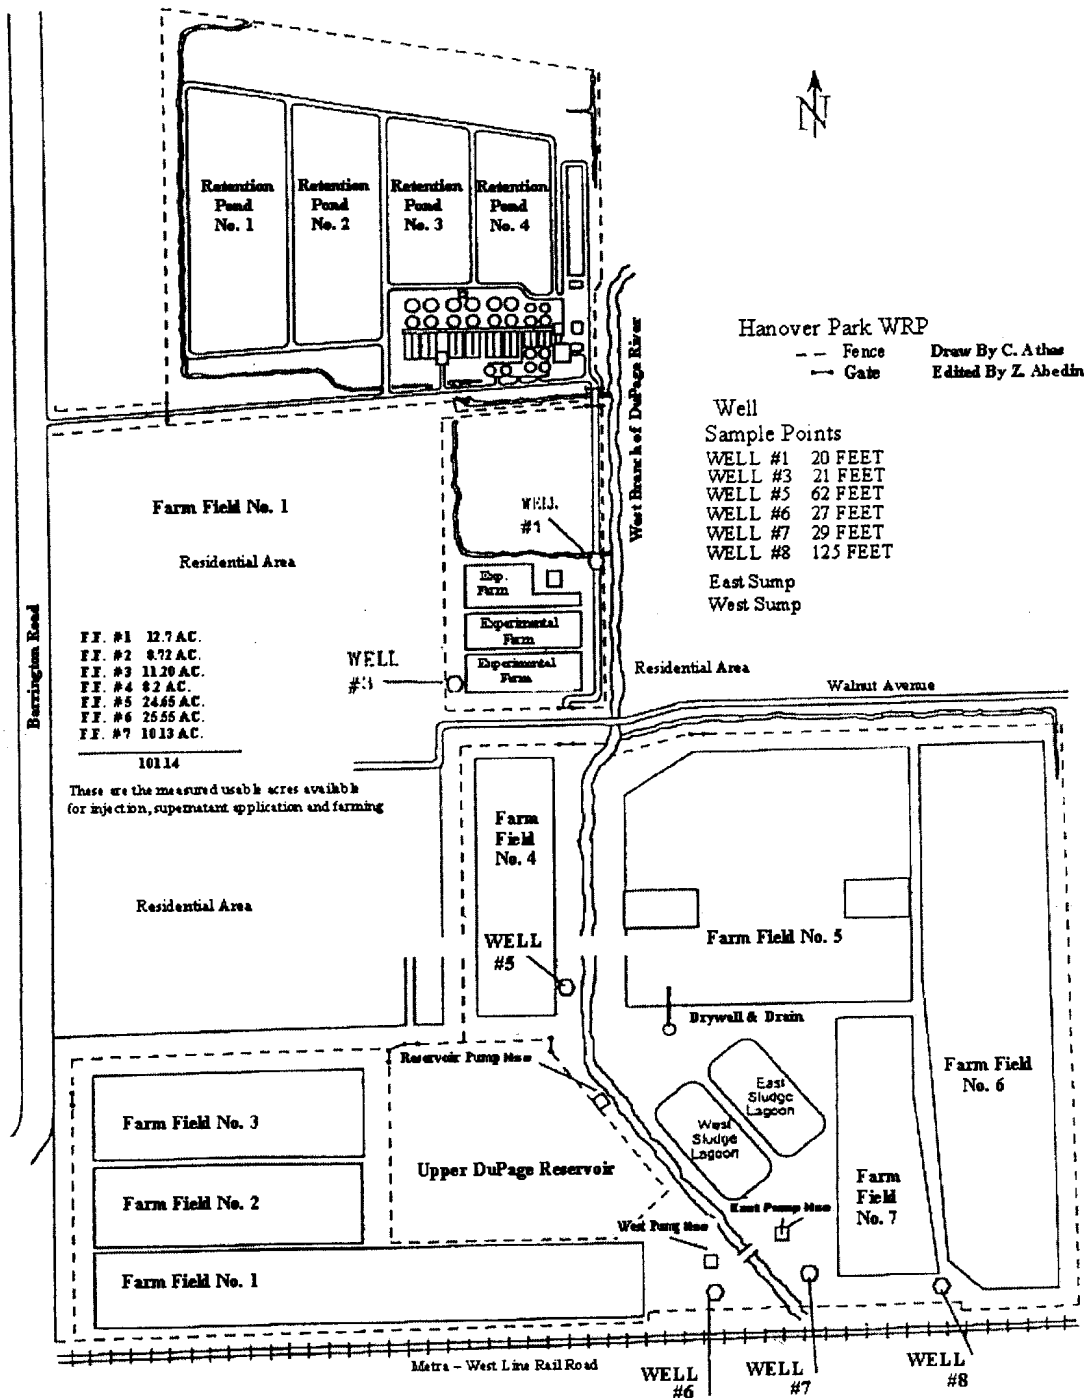 Retention
Pond
No. 1
Retention
Pond
No. 2
Retention
Pond
No. 3
Retention
Pond
No. 4
N
Hanover Park WRP
Fence
Gate
Draw By C. Athas
Edited By Z. Abedin
West Branch of DuPage River
Well
Sample Points
WELL #1 20 FEET
WELL #3 21 FEET
WELL #5 62 FEET
WELL #6 27 FEET
WELL #7 29 FEET
WELL #8 125 FEET
East Sump
West Sump
Farm Field No. 1
Residential Area
WELL
#1
Exp.
Farm
Experimental
Farm
Experimental
Farm
WELL
#3
Barrington Road
F.F. #1 12.7 AC.
F.F. #2 8.72 AC.
F.F. #3 11.20 AC.
F.F. #4 8.2 AC.
F.F. #5 24.65 AC.
F.F. #6 25.55 AC.
F.F. #7 10.13 AC.
101.14
These are the measured usable acres available
for injection, supernatant application and farming
Residential Area
Walnut Avenue
Farm
Field
No. 4
Residential Area
WELL
#5
Farm Field No. 5
Drywell & Drain
Reservoir Pump Hse
East
Sludge
Lagoon
West
Sludge
Lagoon
Farm Field
No. 6
Farm Field No. 3
Upper DuPage Reservoir
Farm Field No. 2
Farm
Field
No. 7
East Pump Hse
West Pump Hse
Farm Field No. 1
Metra - West Line Rail Road
WELL
#6
WELL
#7
WELL
#8